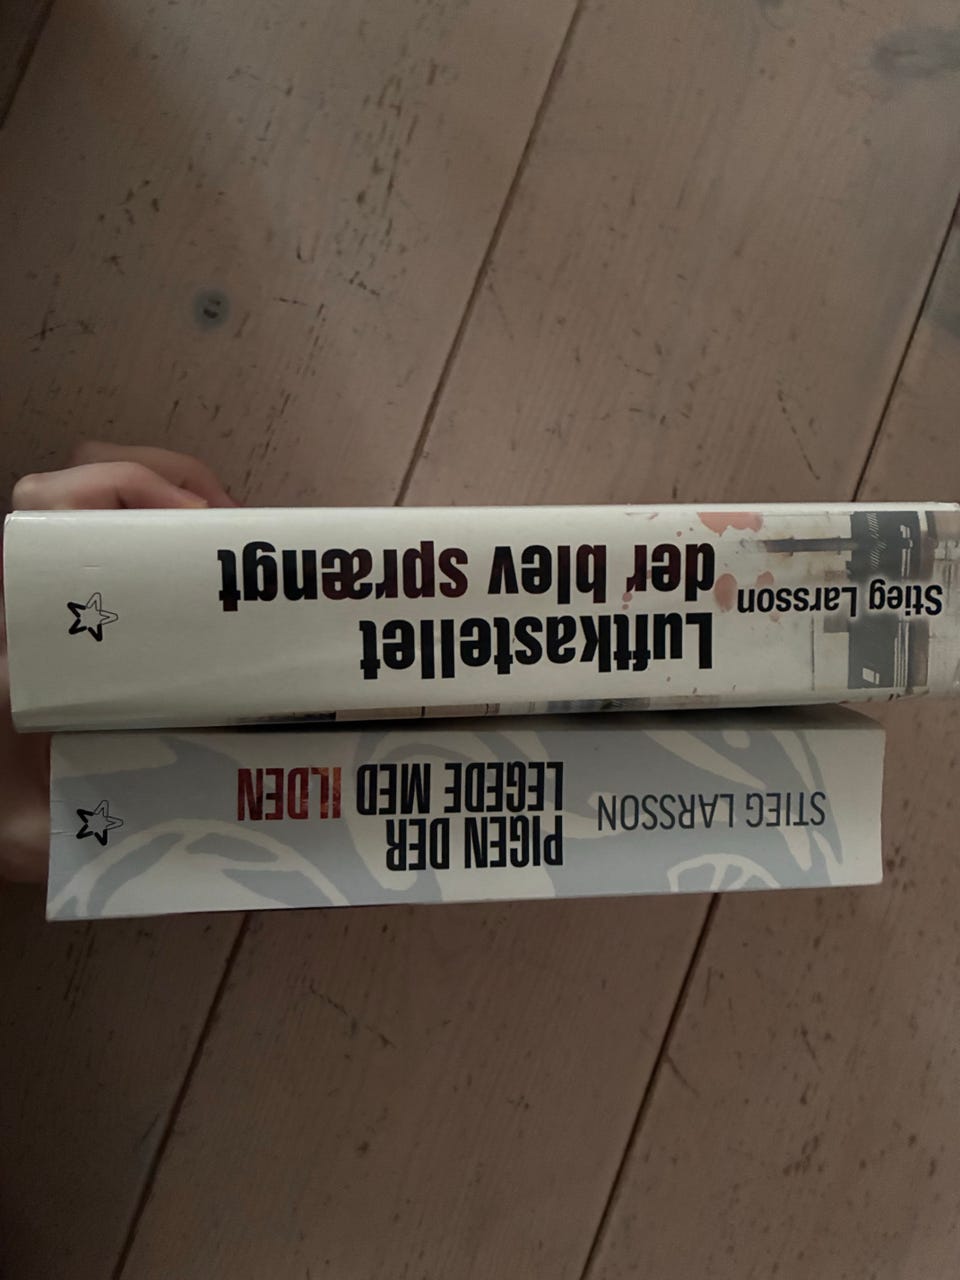 Stieg Larsson
Luftkastellet
der blev sprængt
STIEG LARSSON
PIGEN DER
LEGEDE MED ILDEN